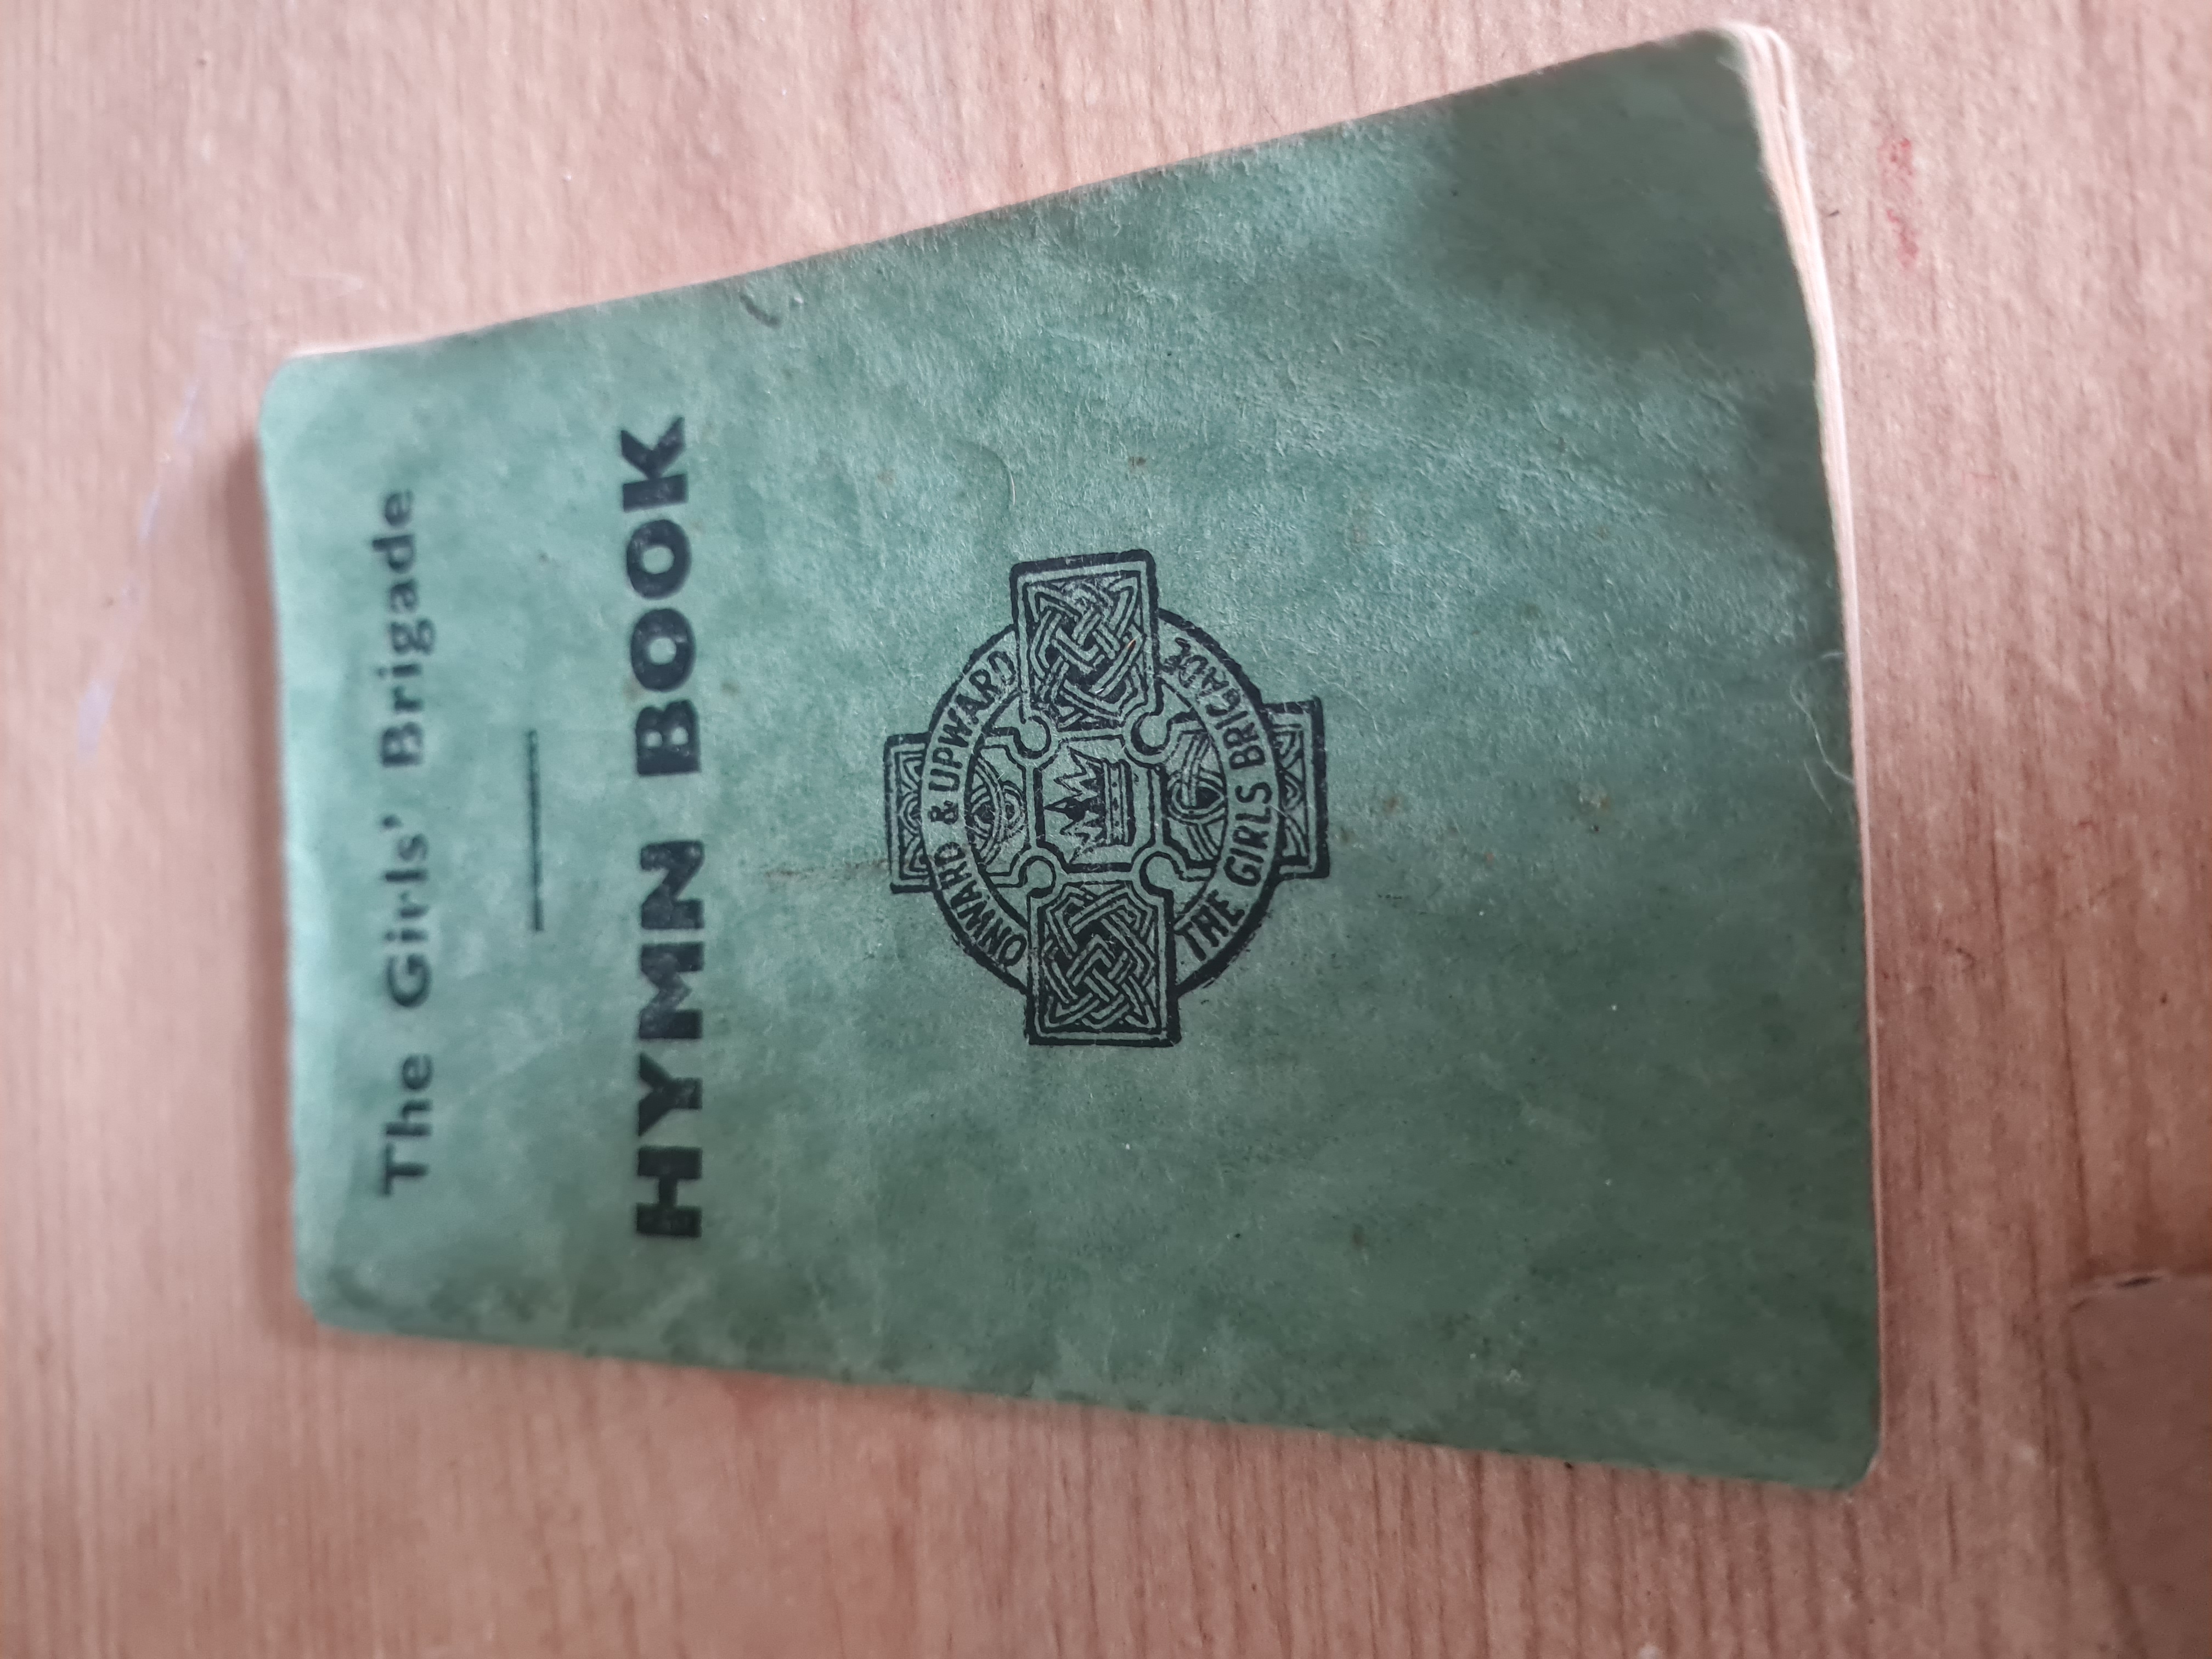 The Girls' Brigade
HYMN BOOK
ONWARD & UPWARD
THE GIRLS BRIGADE